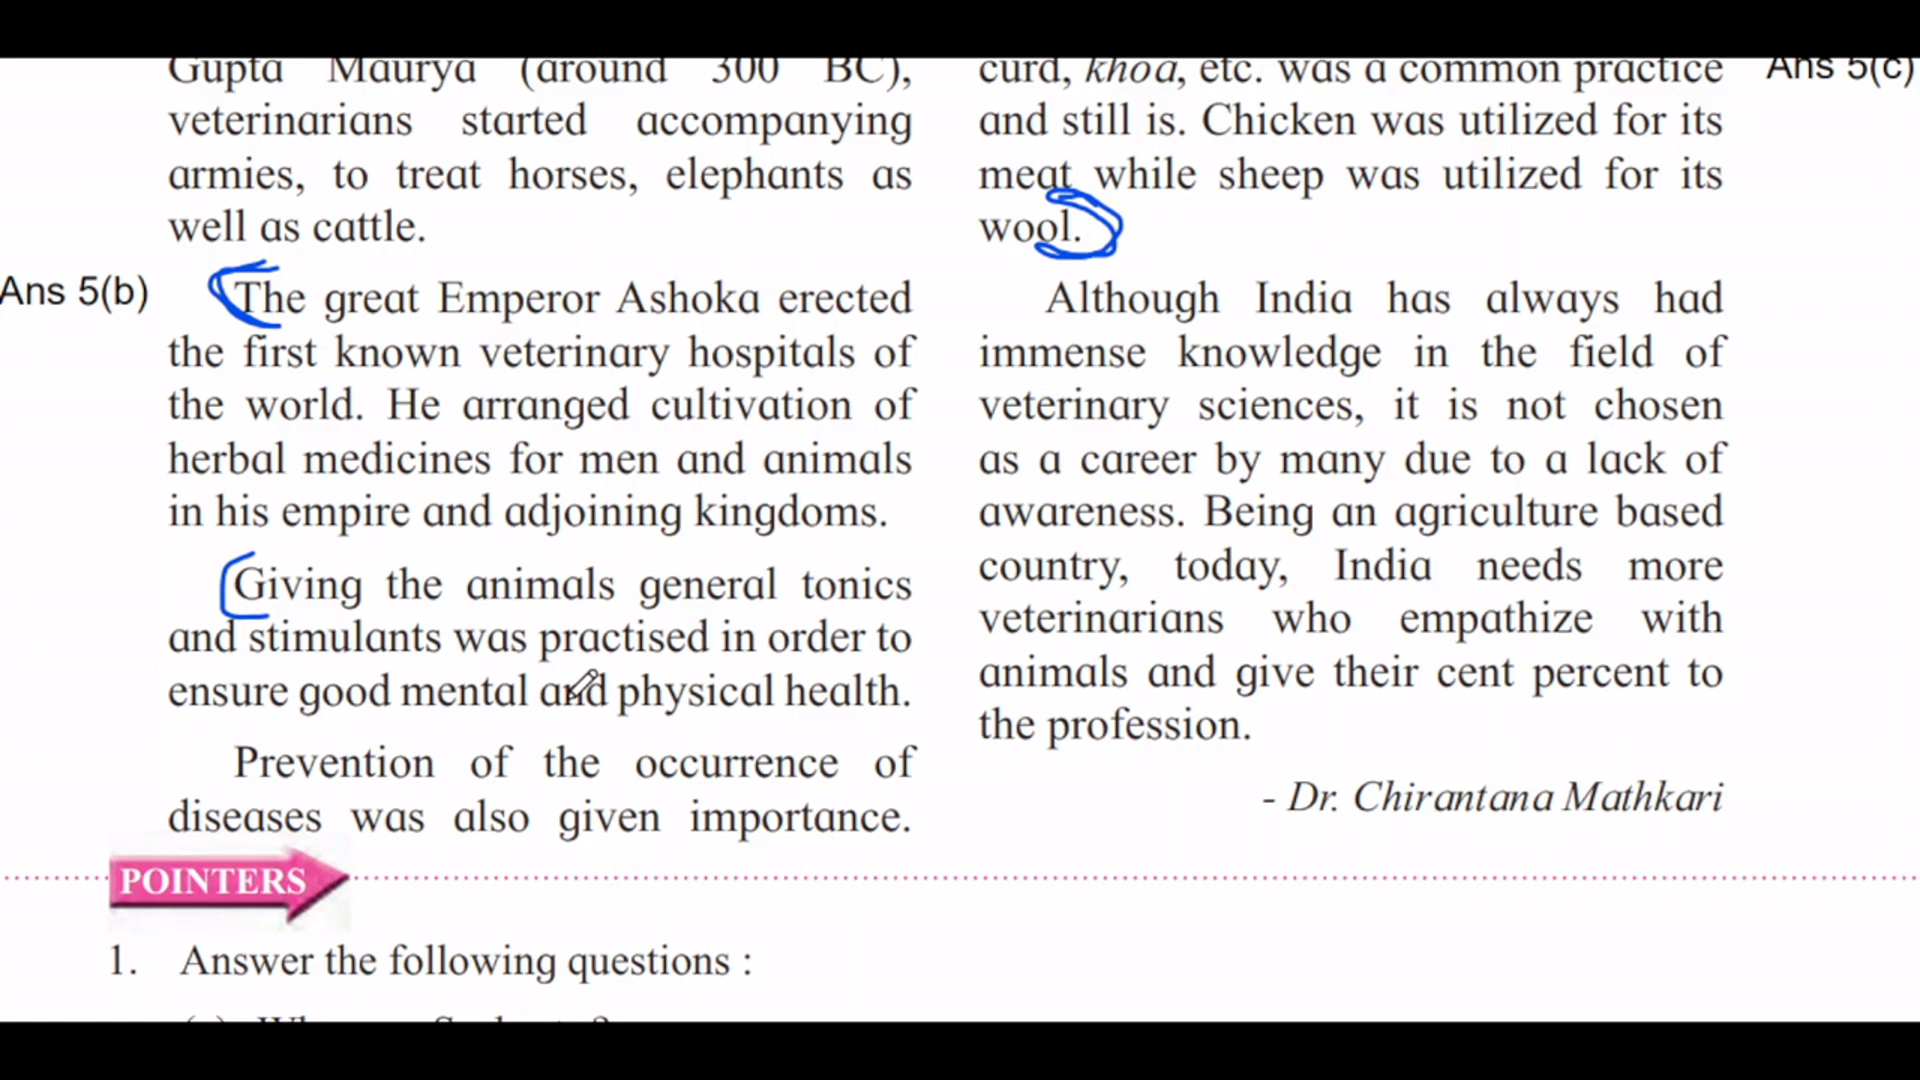 Gupta Maurya (around 300 BC),
veterinarians started accompanying
armies, to treat horses, elephants as
well as cattle.
Ans 5(b)
The great Emperor Ashoka erected
the first known veterinary hospitals of
the world. He arranged cultivation of
herbal medicines for men and animals
in his empire and adjoining kingdoms.
Giving the animals general tonics
and stimulants was practised in order to
ensure good mental and physical health.
Prevention of the occurrence of
diseases was also given importance.
curd, khoa, etc. was a common practice
Ans 5(c)
and still is. Chicken was utilized for its
meat while sheep was utilized for its
wool.
Although India has always had
immense knowledge in the field of
veterinary sciences, it is not chosen
as a career by many due to a lack of
awareness. Being an agriculture based
country, today, India needs more
veterinarians who empathize with
animals and give their cent percent to
the profession.
- Dr. Chirantana Mathkari
POINTERS
1. Answer the following questions :